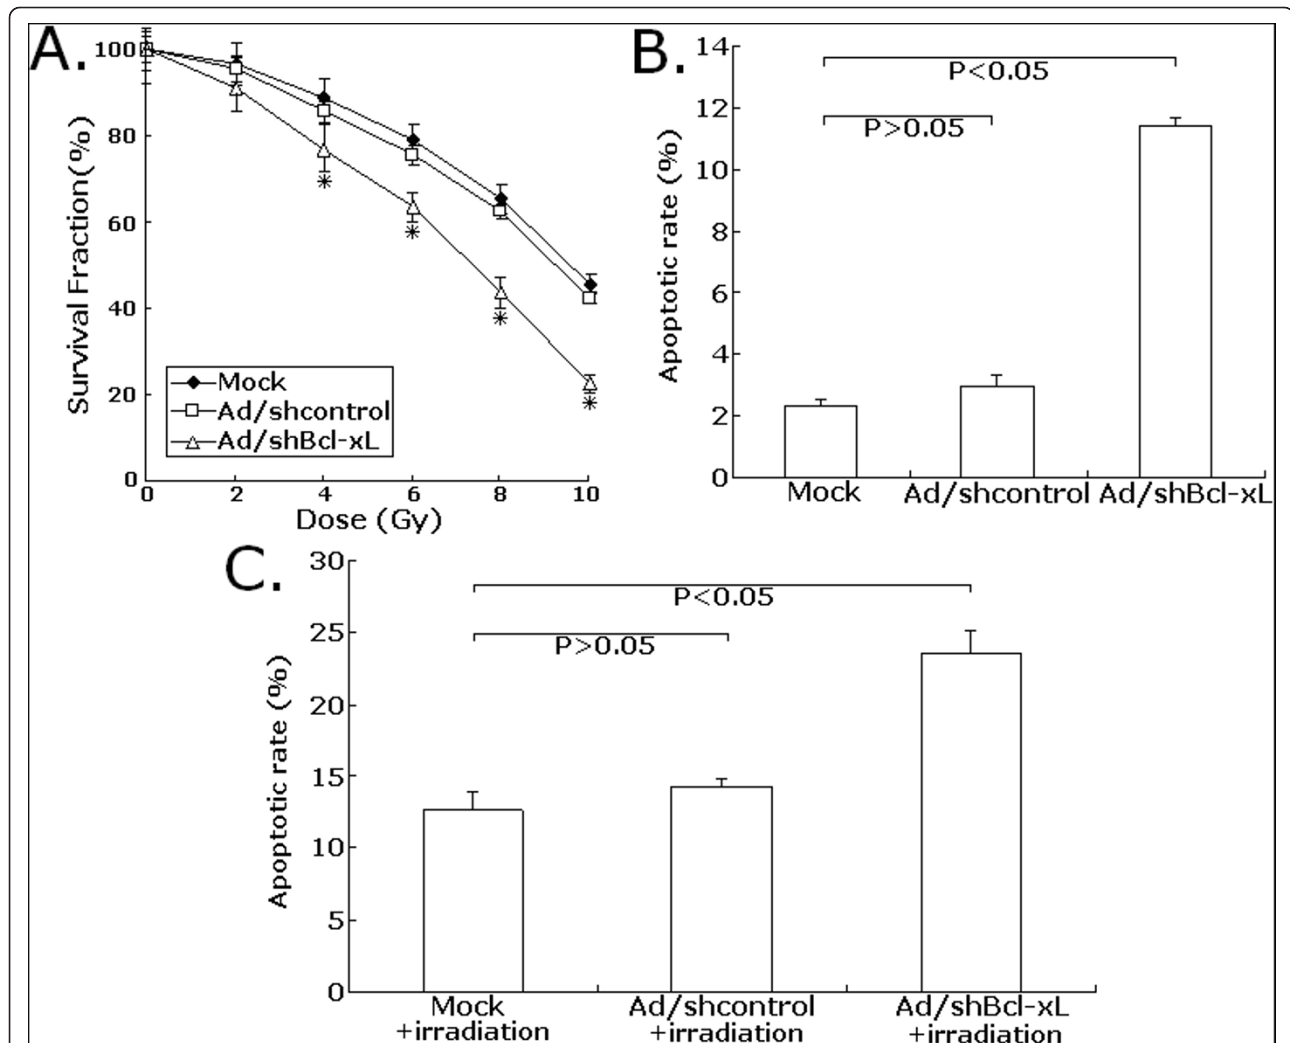 A.
100
80
60
40
20
0
Survival Fraction(%)
Mock
Ad/shcontrol
Ad/shBcl-xL
*
*
*
*
0 2 4 6 8 10
Dose (Gy)
B.
14
12
10
8
6
4
2
0
Apoptotic rate (%)
P<0.05
P>0.05
Mock Ad/shcontrol Ad/shBcl-xL
C.
30
25
20
15
10
5
0
Apoptotic rate (%)
P<0.05
P>0.05
Mock
+irradiation
Ad/shcontrol
+irradiation
Ad/shBcl-xL
+irradiation